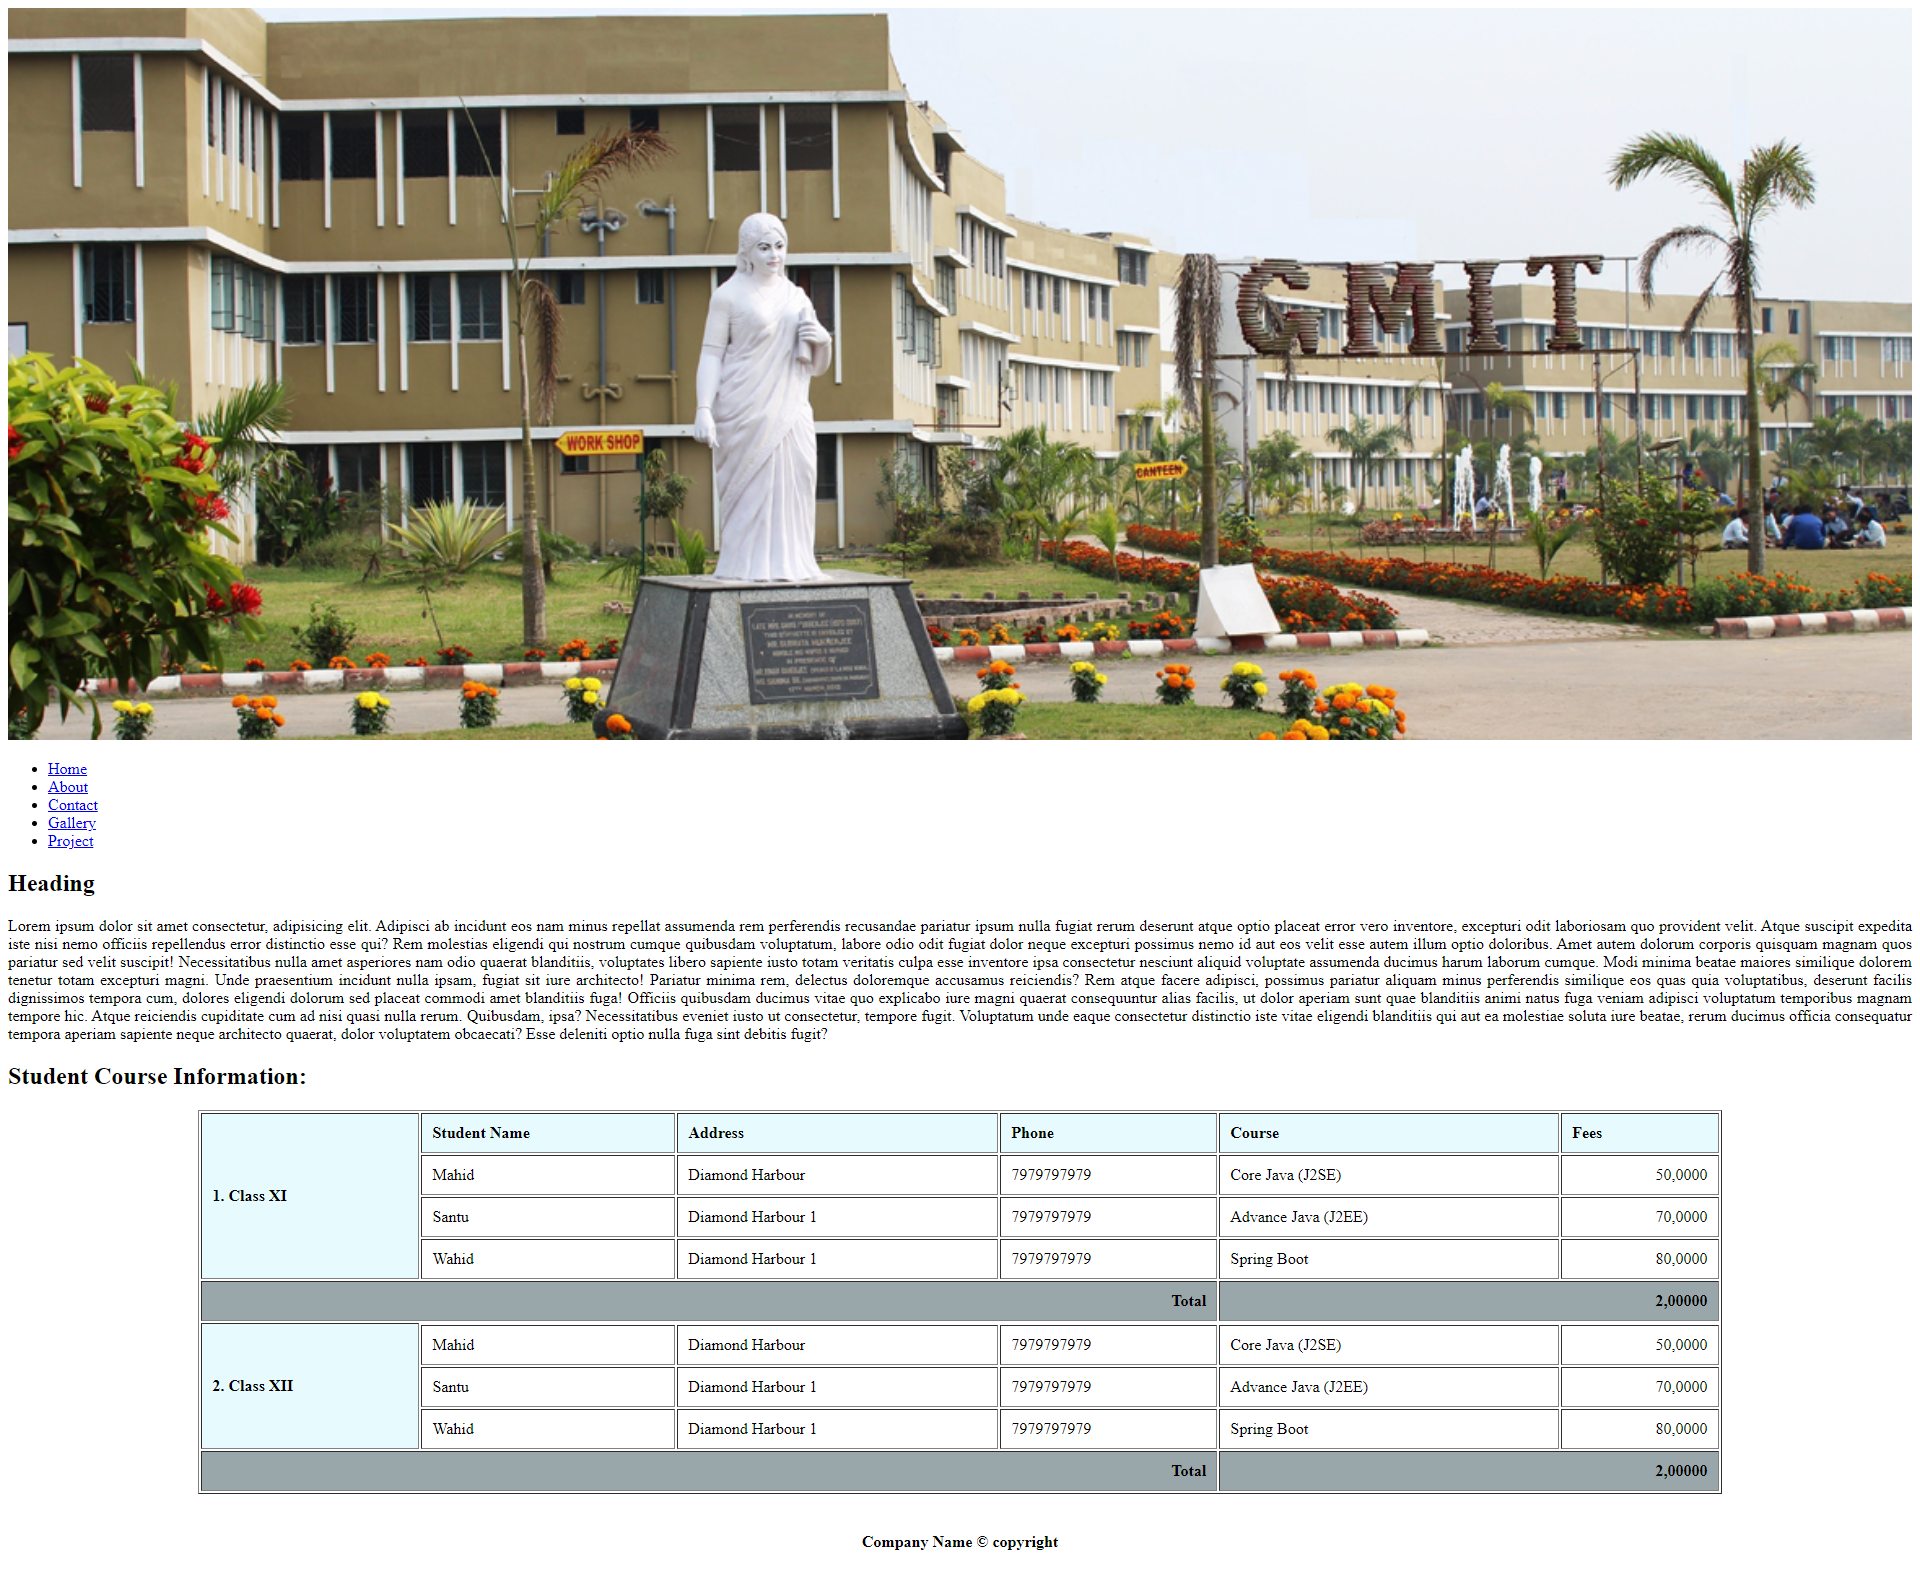 GMIT
WORK SHOP
CANTEEN
IN MEMORY OF
Home
About
Contact
Gallery
Project
Heading
Lorem ipsum dolor sit amet consectetur, adipisicing elit. Adipisci ab incidunt eos nam minus repellat assumenda rem perferendis recusandae pariatur ipsum nulla fugiat rerum deserunt atque optio placeat error vero inventore, excepturi odit laboriosam quo provident velit. Atque suscipit expedita
iste nisi nemo officiis repellendus error distinctio esse qui? Rem molestias eligendi qui nostrum cumque quibusdam voluptatum, labore odio odit fugiat dolor neque excepturi possimus nemo id aut eos velit esse autem illum optio doloribus. Amet autem dolorum corporis quisquam magnam quos
pariatur sed velit suscipit! Necessitatibus nulla amet asperiores nam odio quaerat blanditiis, voluptates libero sapiente iusto totam veritatis culpa esse inventore ipsa consectetur nesciunt aliquid voluptate assumenda ducimus harum laborum cumque. Modi minima beatae maiores similique dolorem
tenetur totam excepturi magni. Unde praesentium incidunt nulla ipsam, fugiat sit iure architecto! Pariatur minima rem, delectus doloremque accusamus reiciendis? Rem atque facere adipisci, possimus pariatur aliquam minus perferendis similique eos quas quia voluptatibus, deserunt facilis
dignissimos tempora cum, dolores eligendi dolorum sed placeat commodi amet blanditiis fuga! Officiis quibusdam ducimus vitae quo explicabo iure magni quaerat consequuntur alias facilis, ut dolor aperiam sunt quae blanditiis animi natus fuga veniam adipisci voluptatum temporibus magnam
tempore hic. Atque reiciendis cupiditate cum ad nisi quasi nulla rerum. Quibusdam, ipsa? Necessitatibus eveniet iusto ut consectetur, tempore fugit. Voluptatum unde eaque consectetur distinctio iste vitae eligendi blanditiis qui aut ea molestiae soluta iure beatae, rerum ducimus officia consequatur
tempora aperiam sapiente neque architecto quaerat, dolor voluptatem obcaecati? Esse deleniti optio nulla fuga sint debitis fugit?
Student Course Information:
1. Class XI Student Name Address Phone Course Fees
Mahid Diamond Harbour 7979797979 Core Java (J2SE) 50,0000
Santu Diamond Harbour 1 7979797979 Advance Java (J2EE) 70,0000
Wahid Diamond Harbour 1 7979797979 Spring Boot 80,0000
Total 2,00000
2. Class XII Mahid Diamond Harbour 7979797979 Core Java (J2SE) 50,0000
Santu Diamond Harbour 1 7979797979 Advance Java (J2EE) 70,0000
Wahid Diamond Harbour 1 7979797979 Spring Boot 80,0000
Total 2,00000
Company Name © copyright